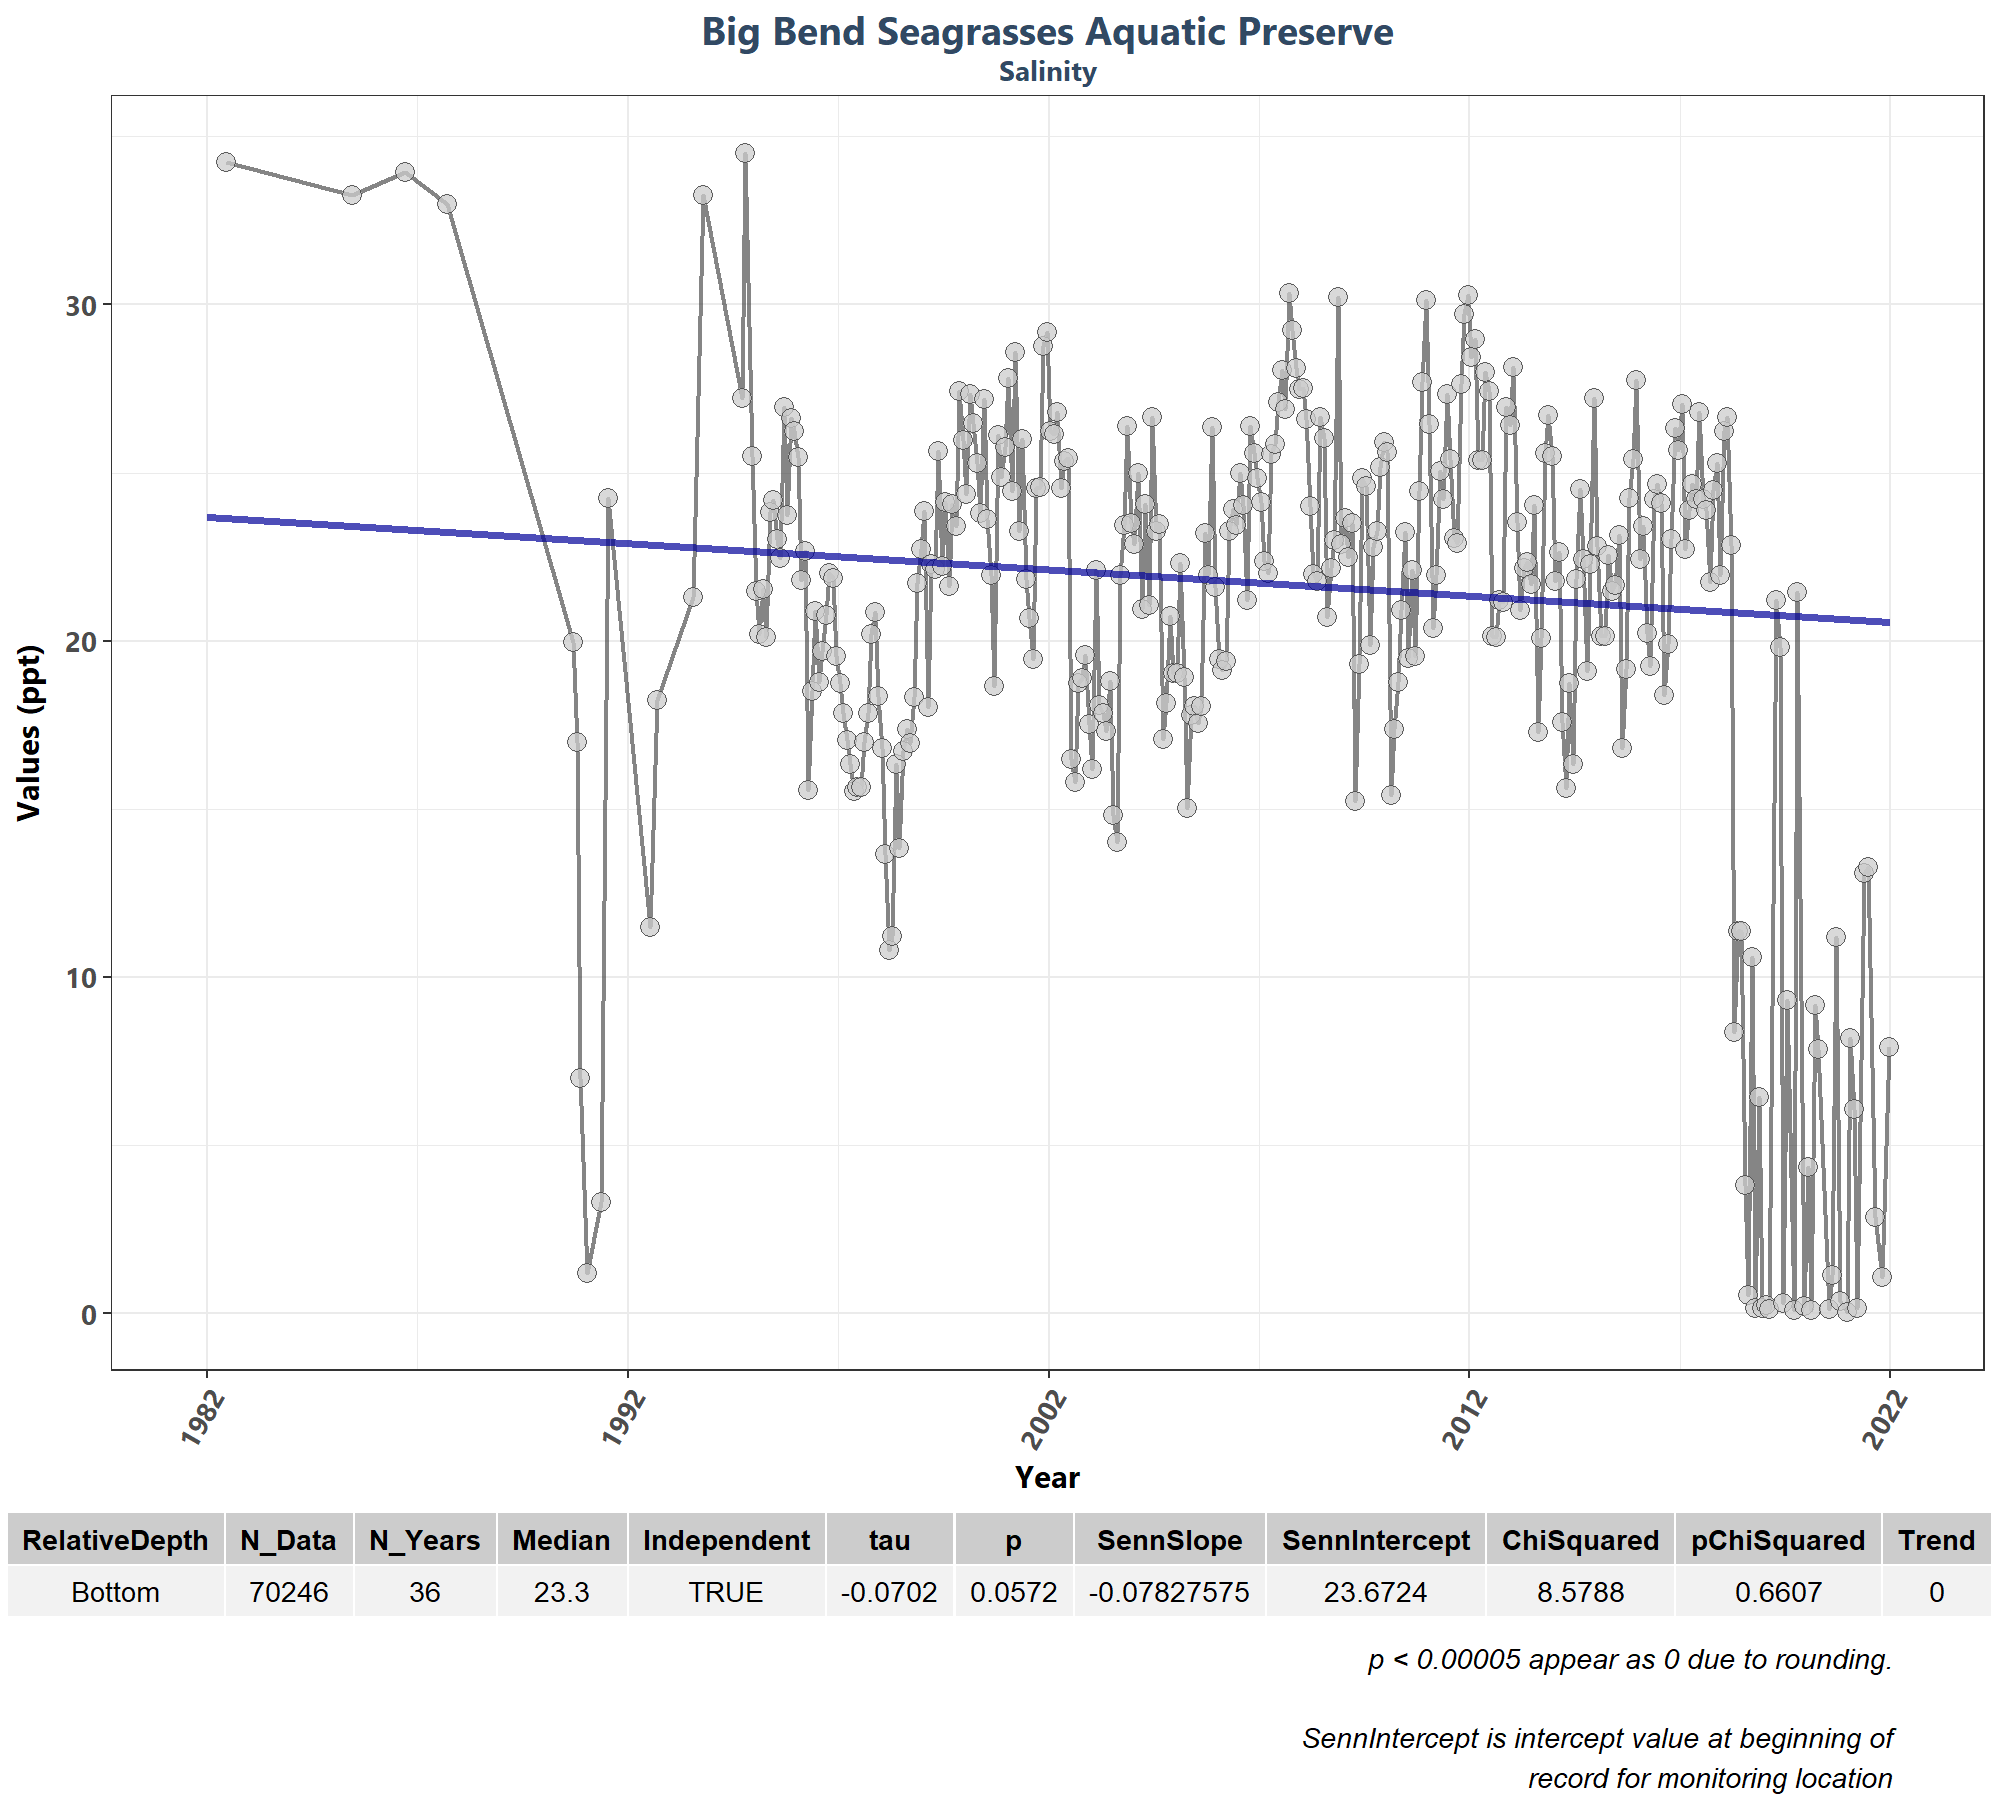 Big Bend Seagrasses Aquatic Preserve
Salinity
Values (ppt)
30
20
10
0
1982
1992
2002
2012
2022
Year
RelativeDepth N_Data N_Years Median Independent tau p SennSlope SennIntercept ChiSquared pChiSquared Trend
Bottom 70246 36 23.3 TRUE -0.0702 0.0572 -0.07827575 23.6724 8.5788 0.6607 0
p < 0.00005 appear as 0 due to rounding.
SennIntercept is intercept value at beginning of
record for monitoring location